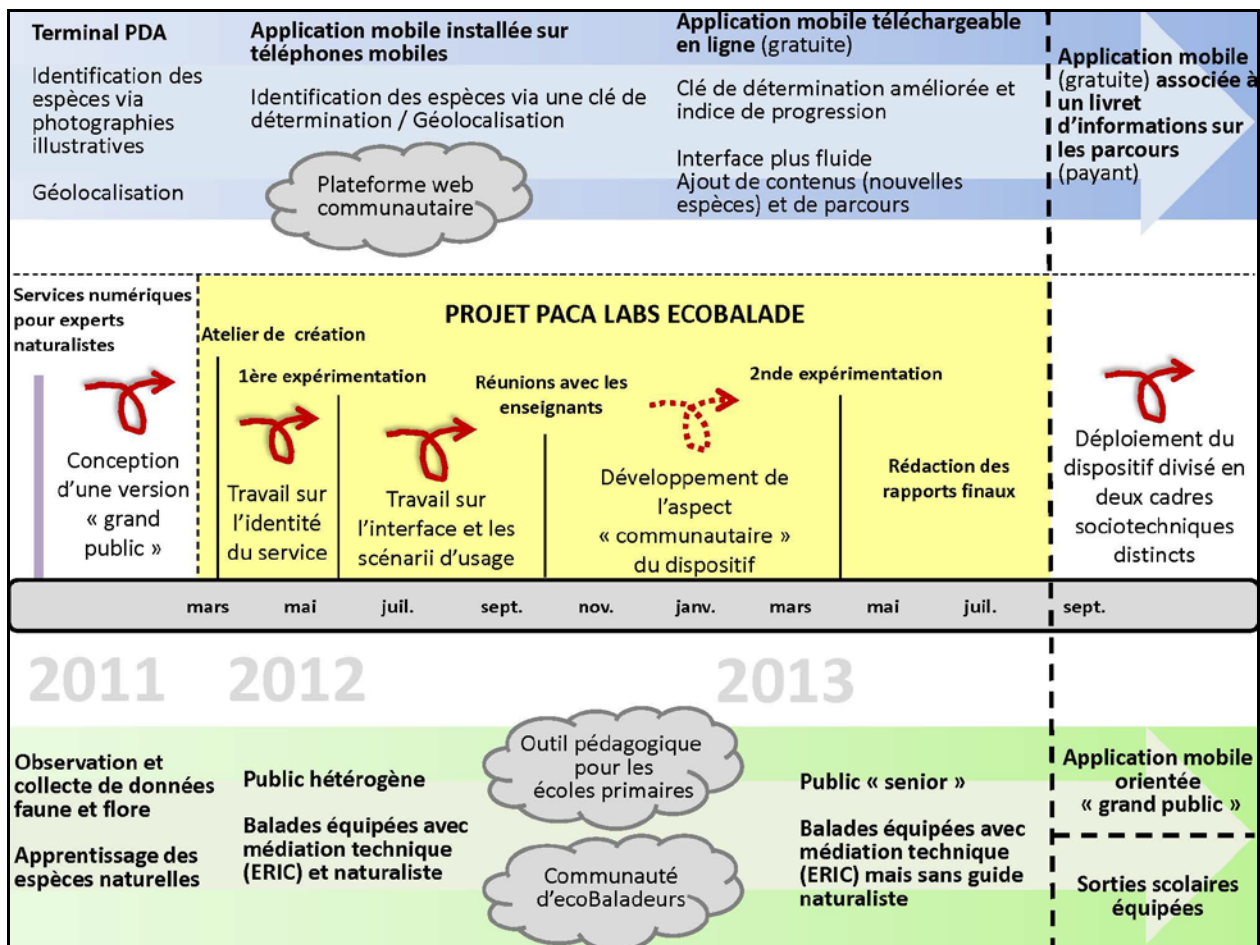 Terminal PDA
Identification des
espèces via
photographies
illustratives
Géolocalisation
Application mobile installée sur
téléphones mobiles
Identification des espèces via une clé de
détermination / Géolocalisation
Plateforme web
communautaire
Application mobile téléchargeable
en ligne (gratuite)
Clé de détermination améliorée et
indice de progression
Interface plus fluide
Ajout de contenus (nouvelles
espèces) et de parcours
Application mobile
(gratuite) associée à
un livret
d'informations sur
les parcours
(payant)
Services numériques
pour experts
naturalistes
Conception
d'une version
« grand
public »
PROJET PACA LABS ECOBALADE
Atelier de création
1ère expérimentation
Travail sur
l'identité
du service
Travail sur
l'interface et les
scénarii d'usage
Réunions avec les
enseignants
Développement de
l'aspect
« communautaire »
du dispositif
2nde expérimentation
Rédaction des
rapports finaux
Déploiement du
dispositif divisé en
deux cadres
sociotechniques
distincts
mars mai juil. sept. nov. janv. mars mai juil. sept.
2011 2012 2013
Observation et
collecte de données
faune et flore
Apprentissage des
espèces naturelles
Public hétérogène
Balades équipées avec
médiation technique
(ERIC) et naturaliste
Outil pédagogique
pour les
écoles primaires
Communauté
d'ecoBaladeurs
Public « senior »
Balades équipées avec
médiation technique
(ERIC) mais sans guide
naturaliste
Application mobile
orientée
« grand public »
Sorties scolaires
équipées